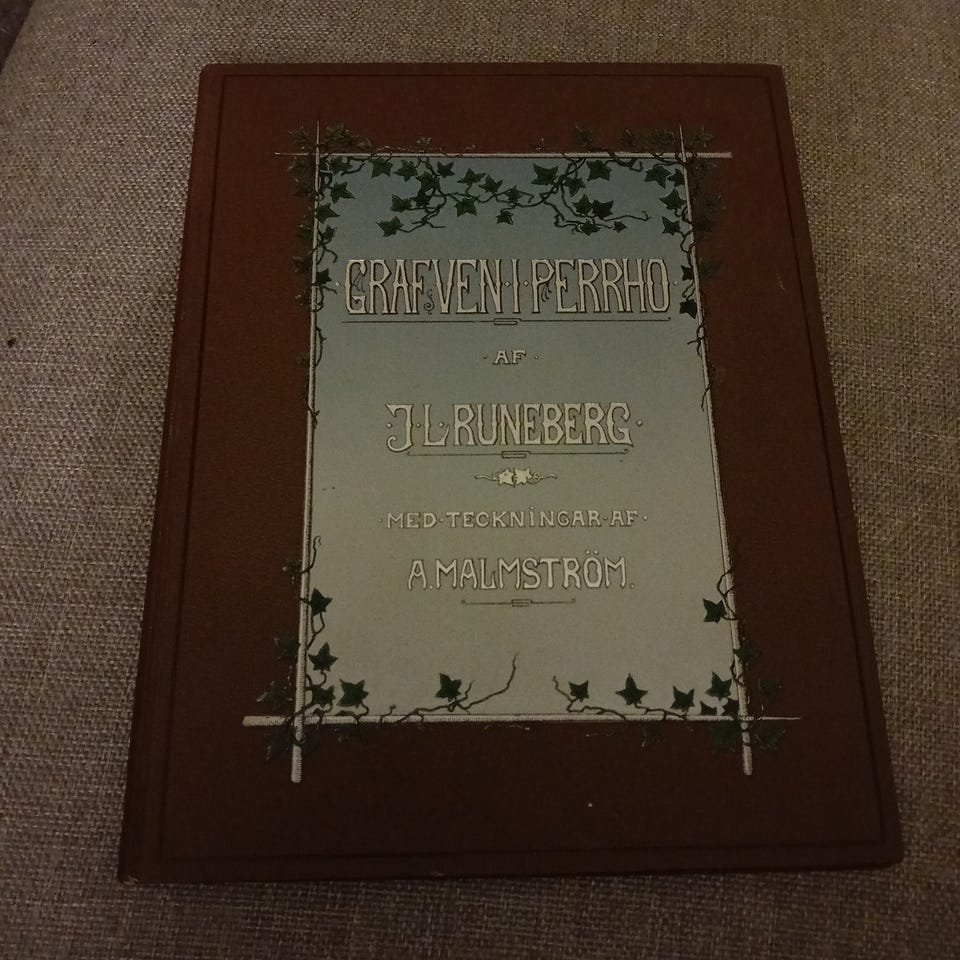 GRAFVEN·I·PERRHO
·AF·
J·L·RUNEBERG·
·MED·TECKNINGAR·AF·
A.MALMSTRÖM.